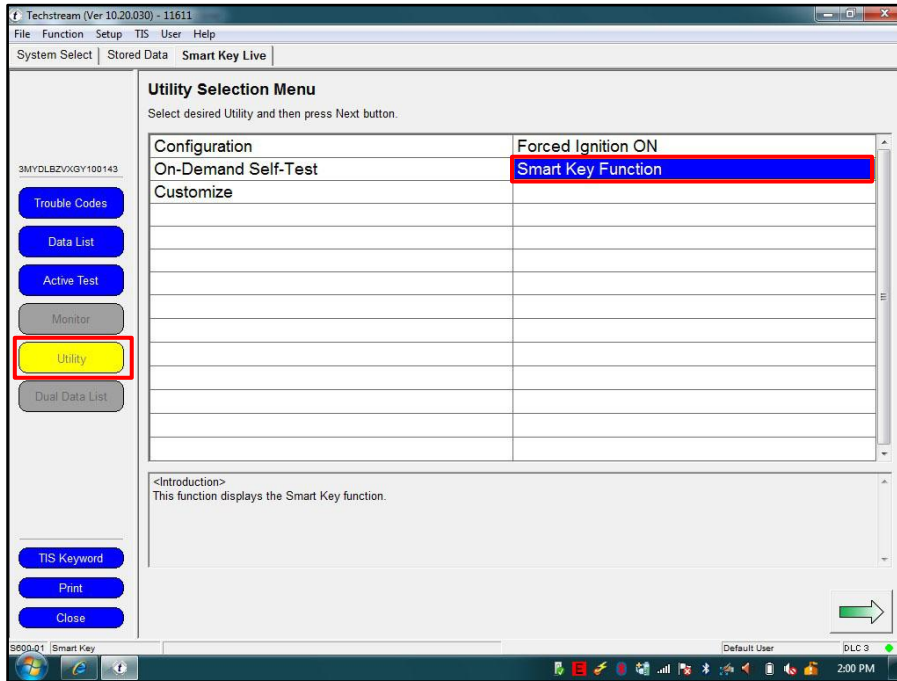 Techstream (Ver 10.20.030) - 11611
File Function Setup TIS User Help
System Select Stored Data Smart Key Live
Utility Selection Menu
Select desired Utility and then press Next button.
Configuration Forced Ignition ON
3MYDLBZVXGY100143
On-Demand Self-Test Smart Key Function
Customize
Trouble Codes
Data List
Active Test
Monitor
Utility
Dual Data List
<Introduction>
This function displays the Smart Key function.
TIS Keyword
Print
Close
S600-01 Smart Key Default User DLC 3
2:00 PM